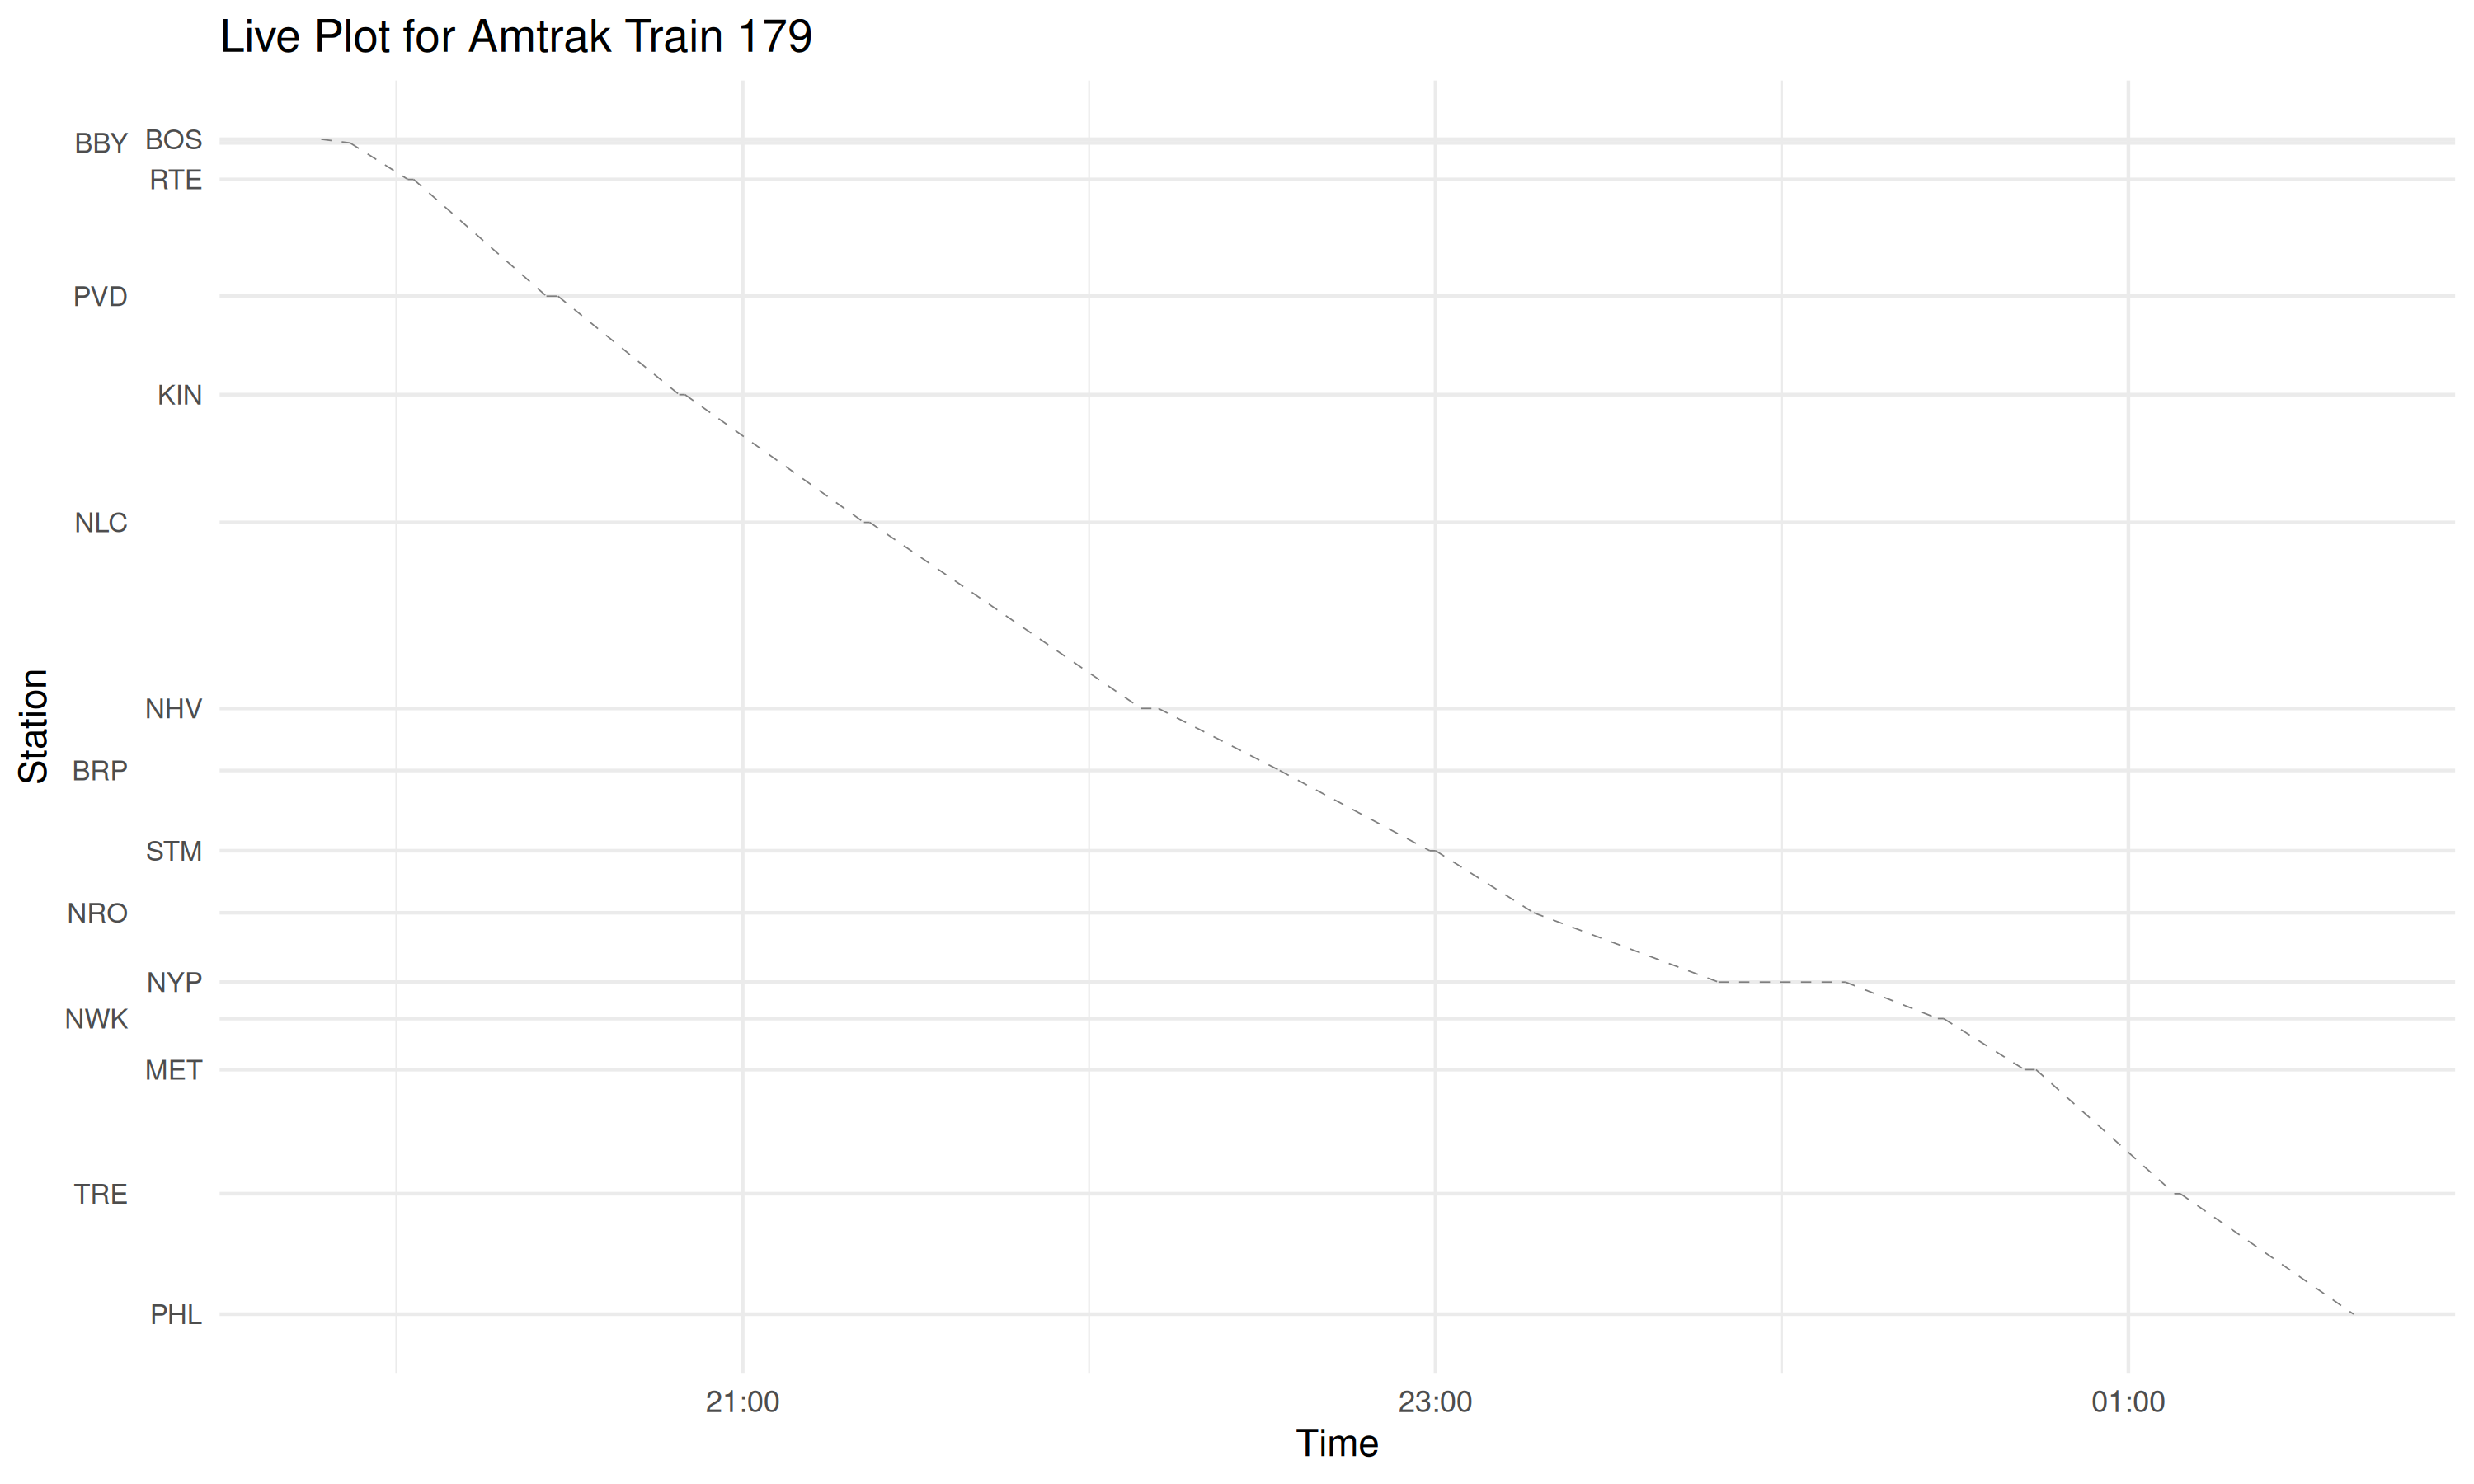 Live Plot for Amtrak Train 179
BBY BOS
RTE
PVD
KIN
NLC
NHV
BRP
STM
NRO
NYP
NWK
MET
TRE
PHL
Station
21:00 23:00 01:00
Time